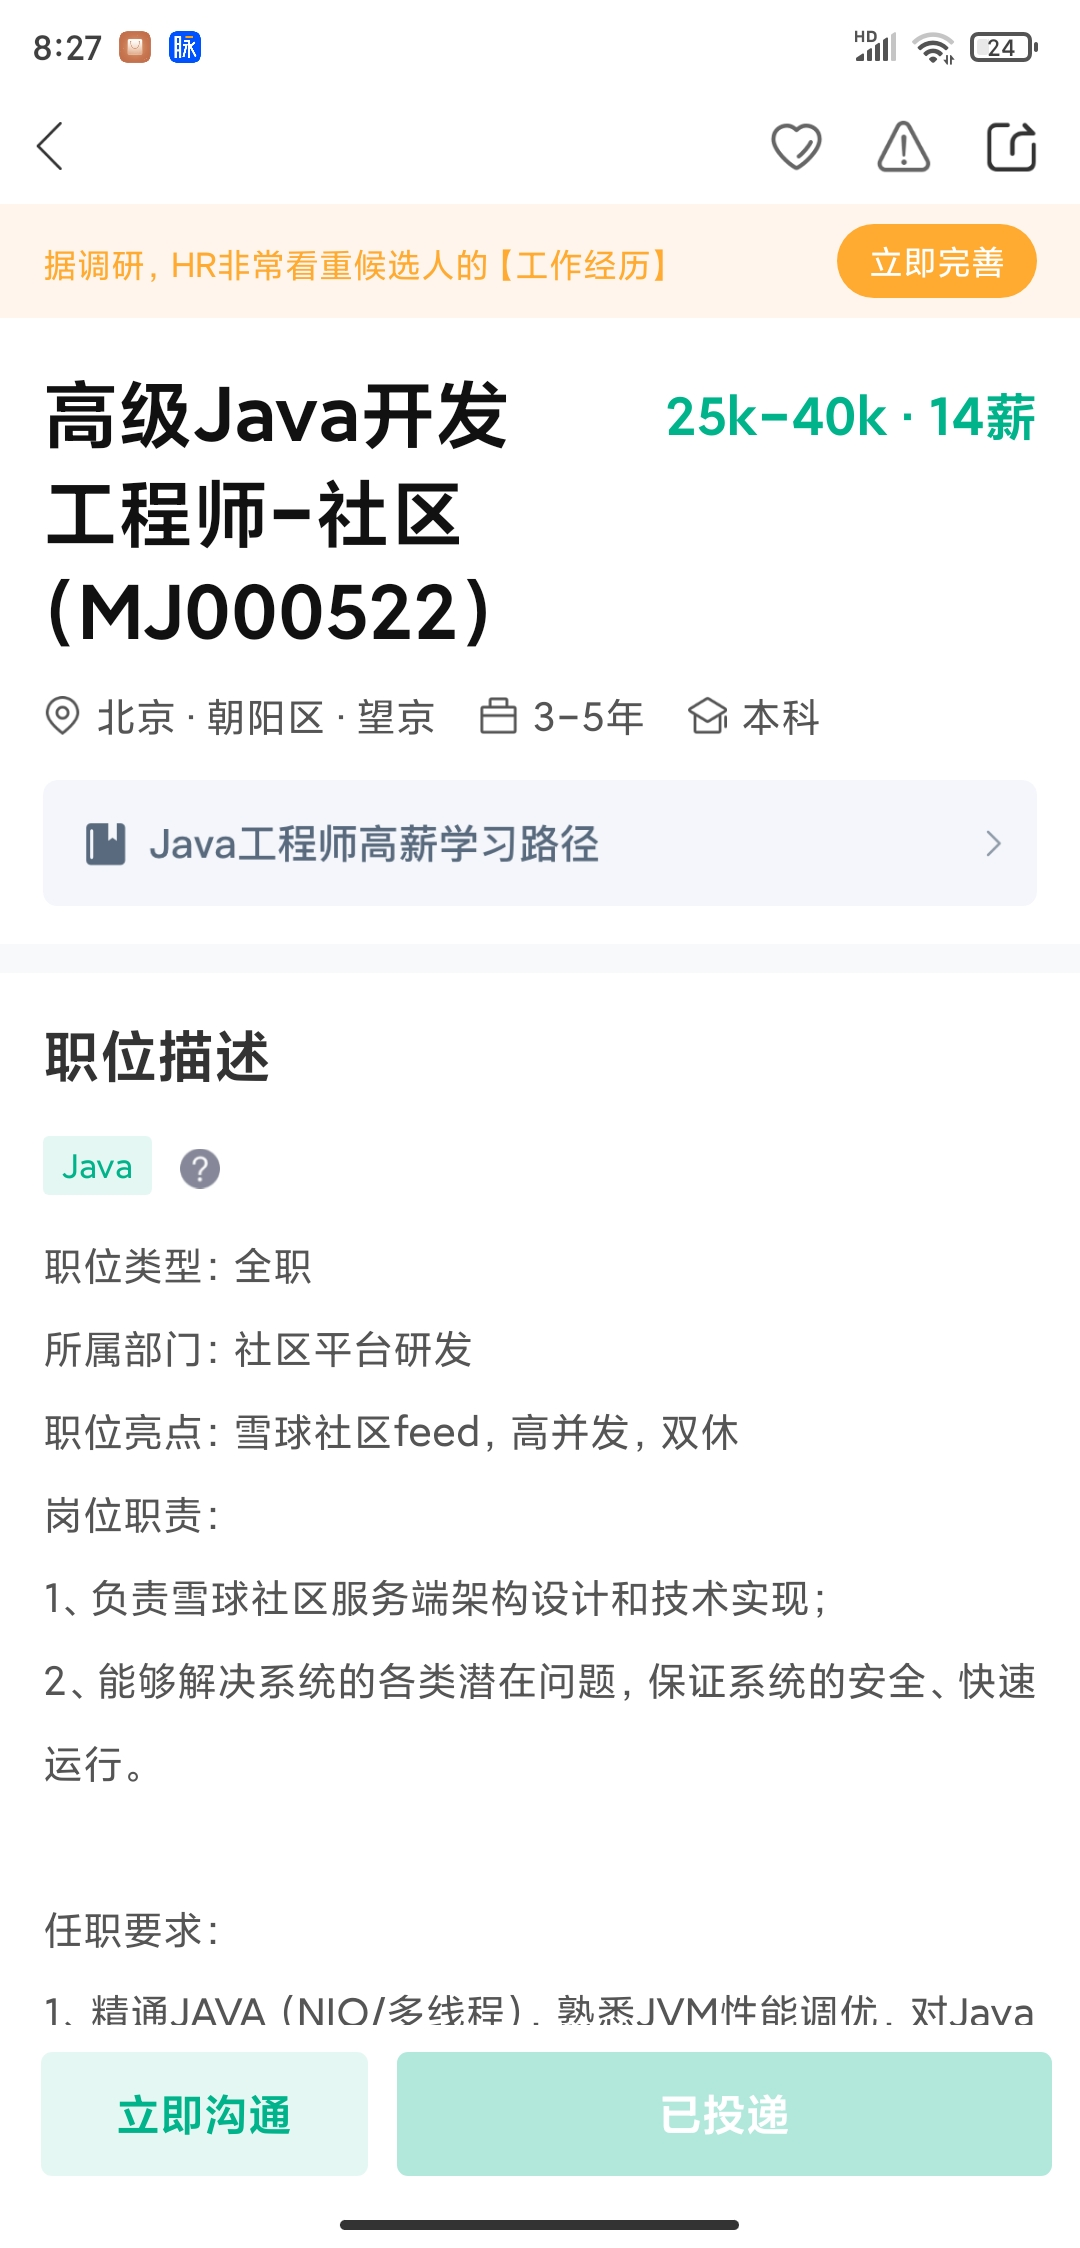 8:27
脉
HD
24
据调研，HR非常看重候选人的【工作经历】
立即完善
高级Java开发
工程师-社区
（MJ000522）
25k-40k · 14薪
北京 · 朝阳区 · 望京
3-5年
本科
Java工程师高薪学习路径
职位描述
Java
?
职位类型：全职
所属部门：社区平台研发
职位亮点：雪球社区feed，高并发，双休
岗位职责：
1、负责雪球社区服务端架构设计和技术实现；
2、能够解决系统的各类潜在问题，保证系统的安全、快速
运行。
任职要求：
1、精通JAVA（NIO/多线程），熟悉JVM性能调优，对Java
立即沟通
已投递